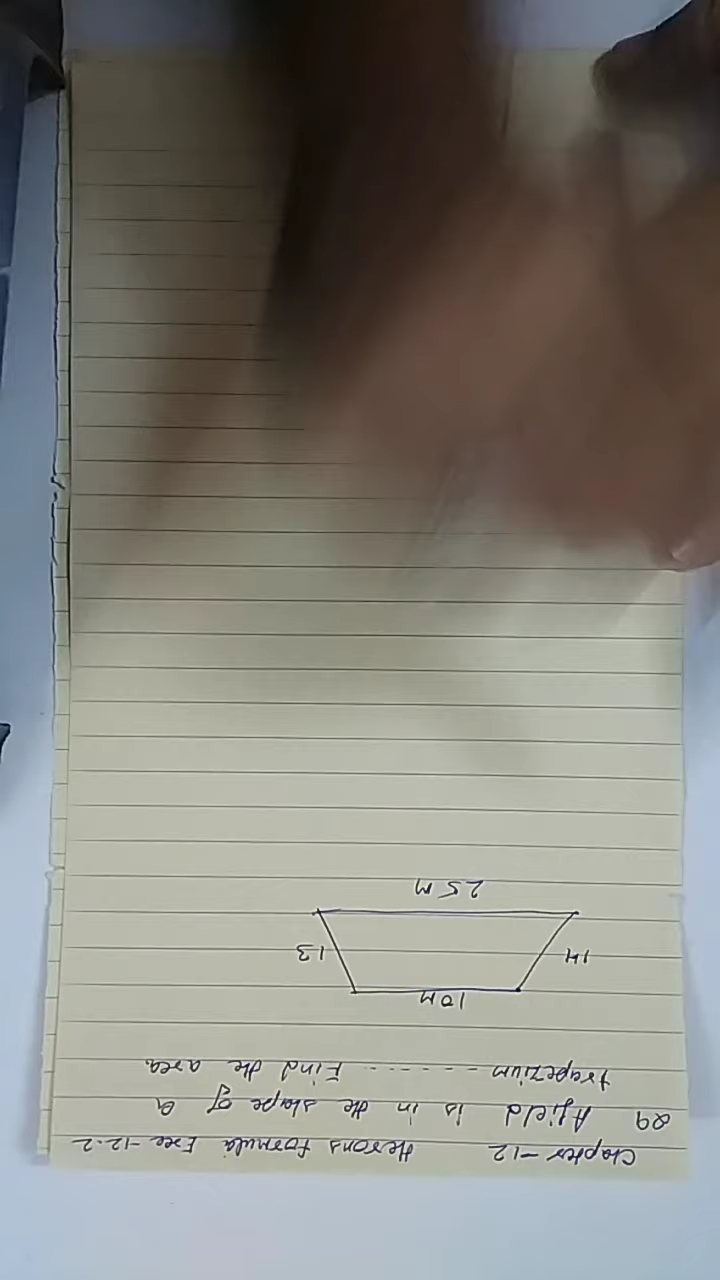 Chapter -12 Herons formula Exe -12.2
Q9 A field is in the shape of a
trapezium - - - - - - - Find the area
10M
14
13
25M